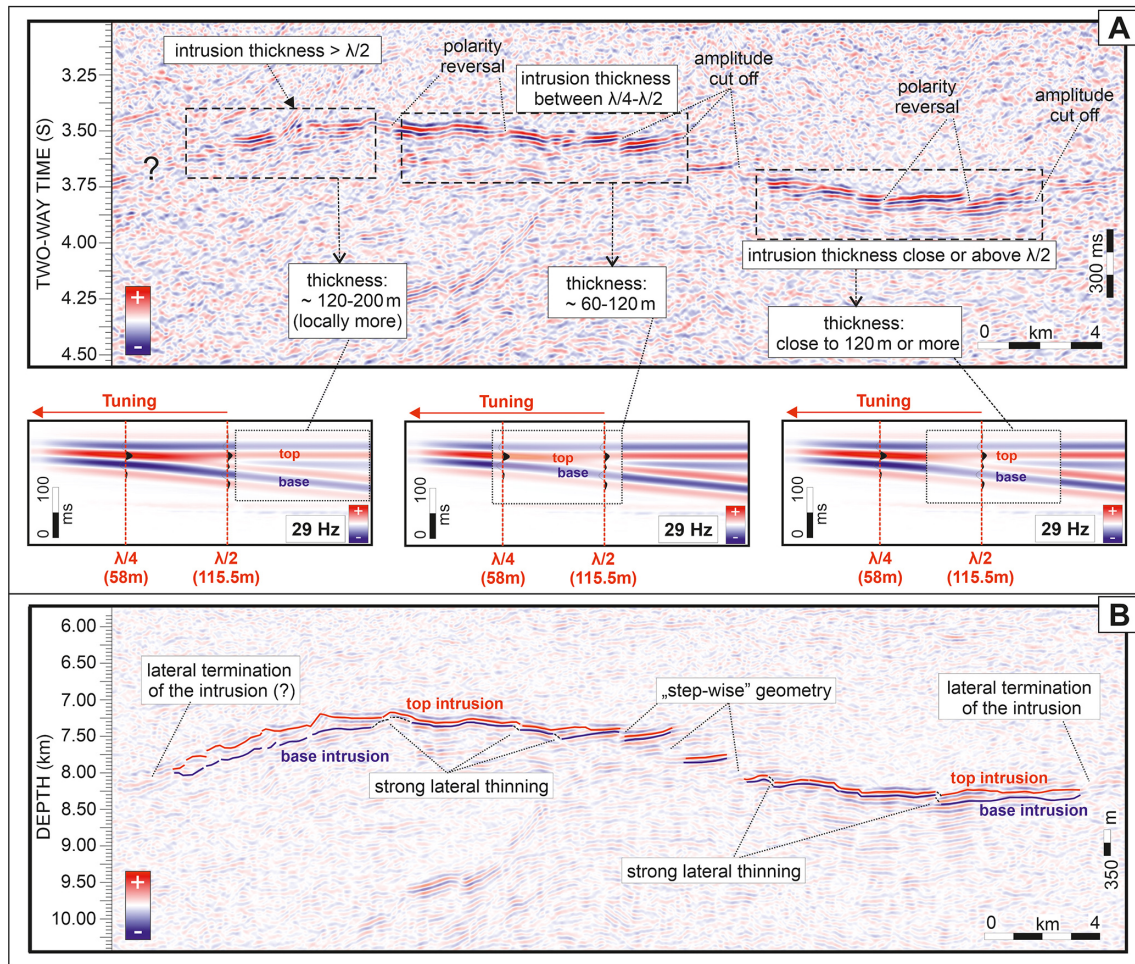 A
intrusion thickness > λ/2
polarity
reversal
intrusion thickness
between λ/4-λ/2
amplitude
cut off
polarity
reversal
amplitude
cut off
TWO-WAY TIME (S)
3.25
3.50
3.75
4.00
4.25
4.50
?
+
-
thickness:
~ 120-200 m
(locally more)
thickness:
~ 60-120 m
intrusion thickness close or above λ/2
thickness:
close to 120 m or more
300 ms
0 km 4
Tuning
top
base
0 100
ms
29 Hz
+
-
λ/4
(58m)
λ/2
(115.5m)
Tuning
top
base
0 100
ms
29 Hz
+
-
λ/4
(58m)
λ/2
(115.5m)
Tuning
top
base
0 100
ms
29 Hz
+
-
λ/4
(58m)
λ/2
(115.5m)
B
DEPTH (km)
6.00
6.50
7.00
7.50
8.00
8.50
9.00
9.50
10.00
lateral termination
of the intrusion (?)
top intrusion
base intrusion
strong lateral thinning
„step-wise” geometry
lateral termination
of the intrusion
top intrusion
base intrusion
strong lateral thinning
350 m
+
-
0 km 4